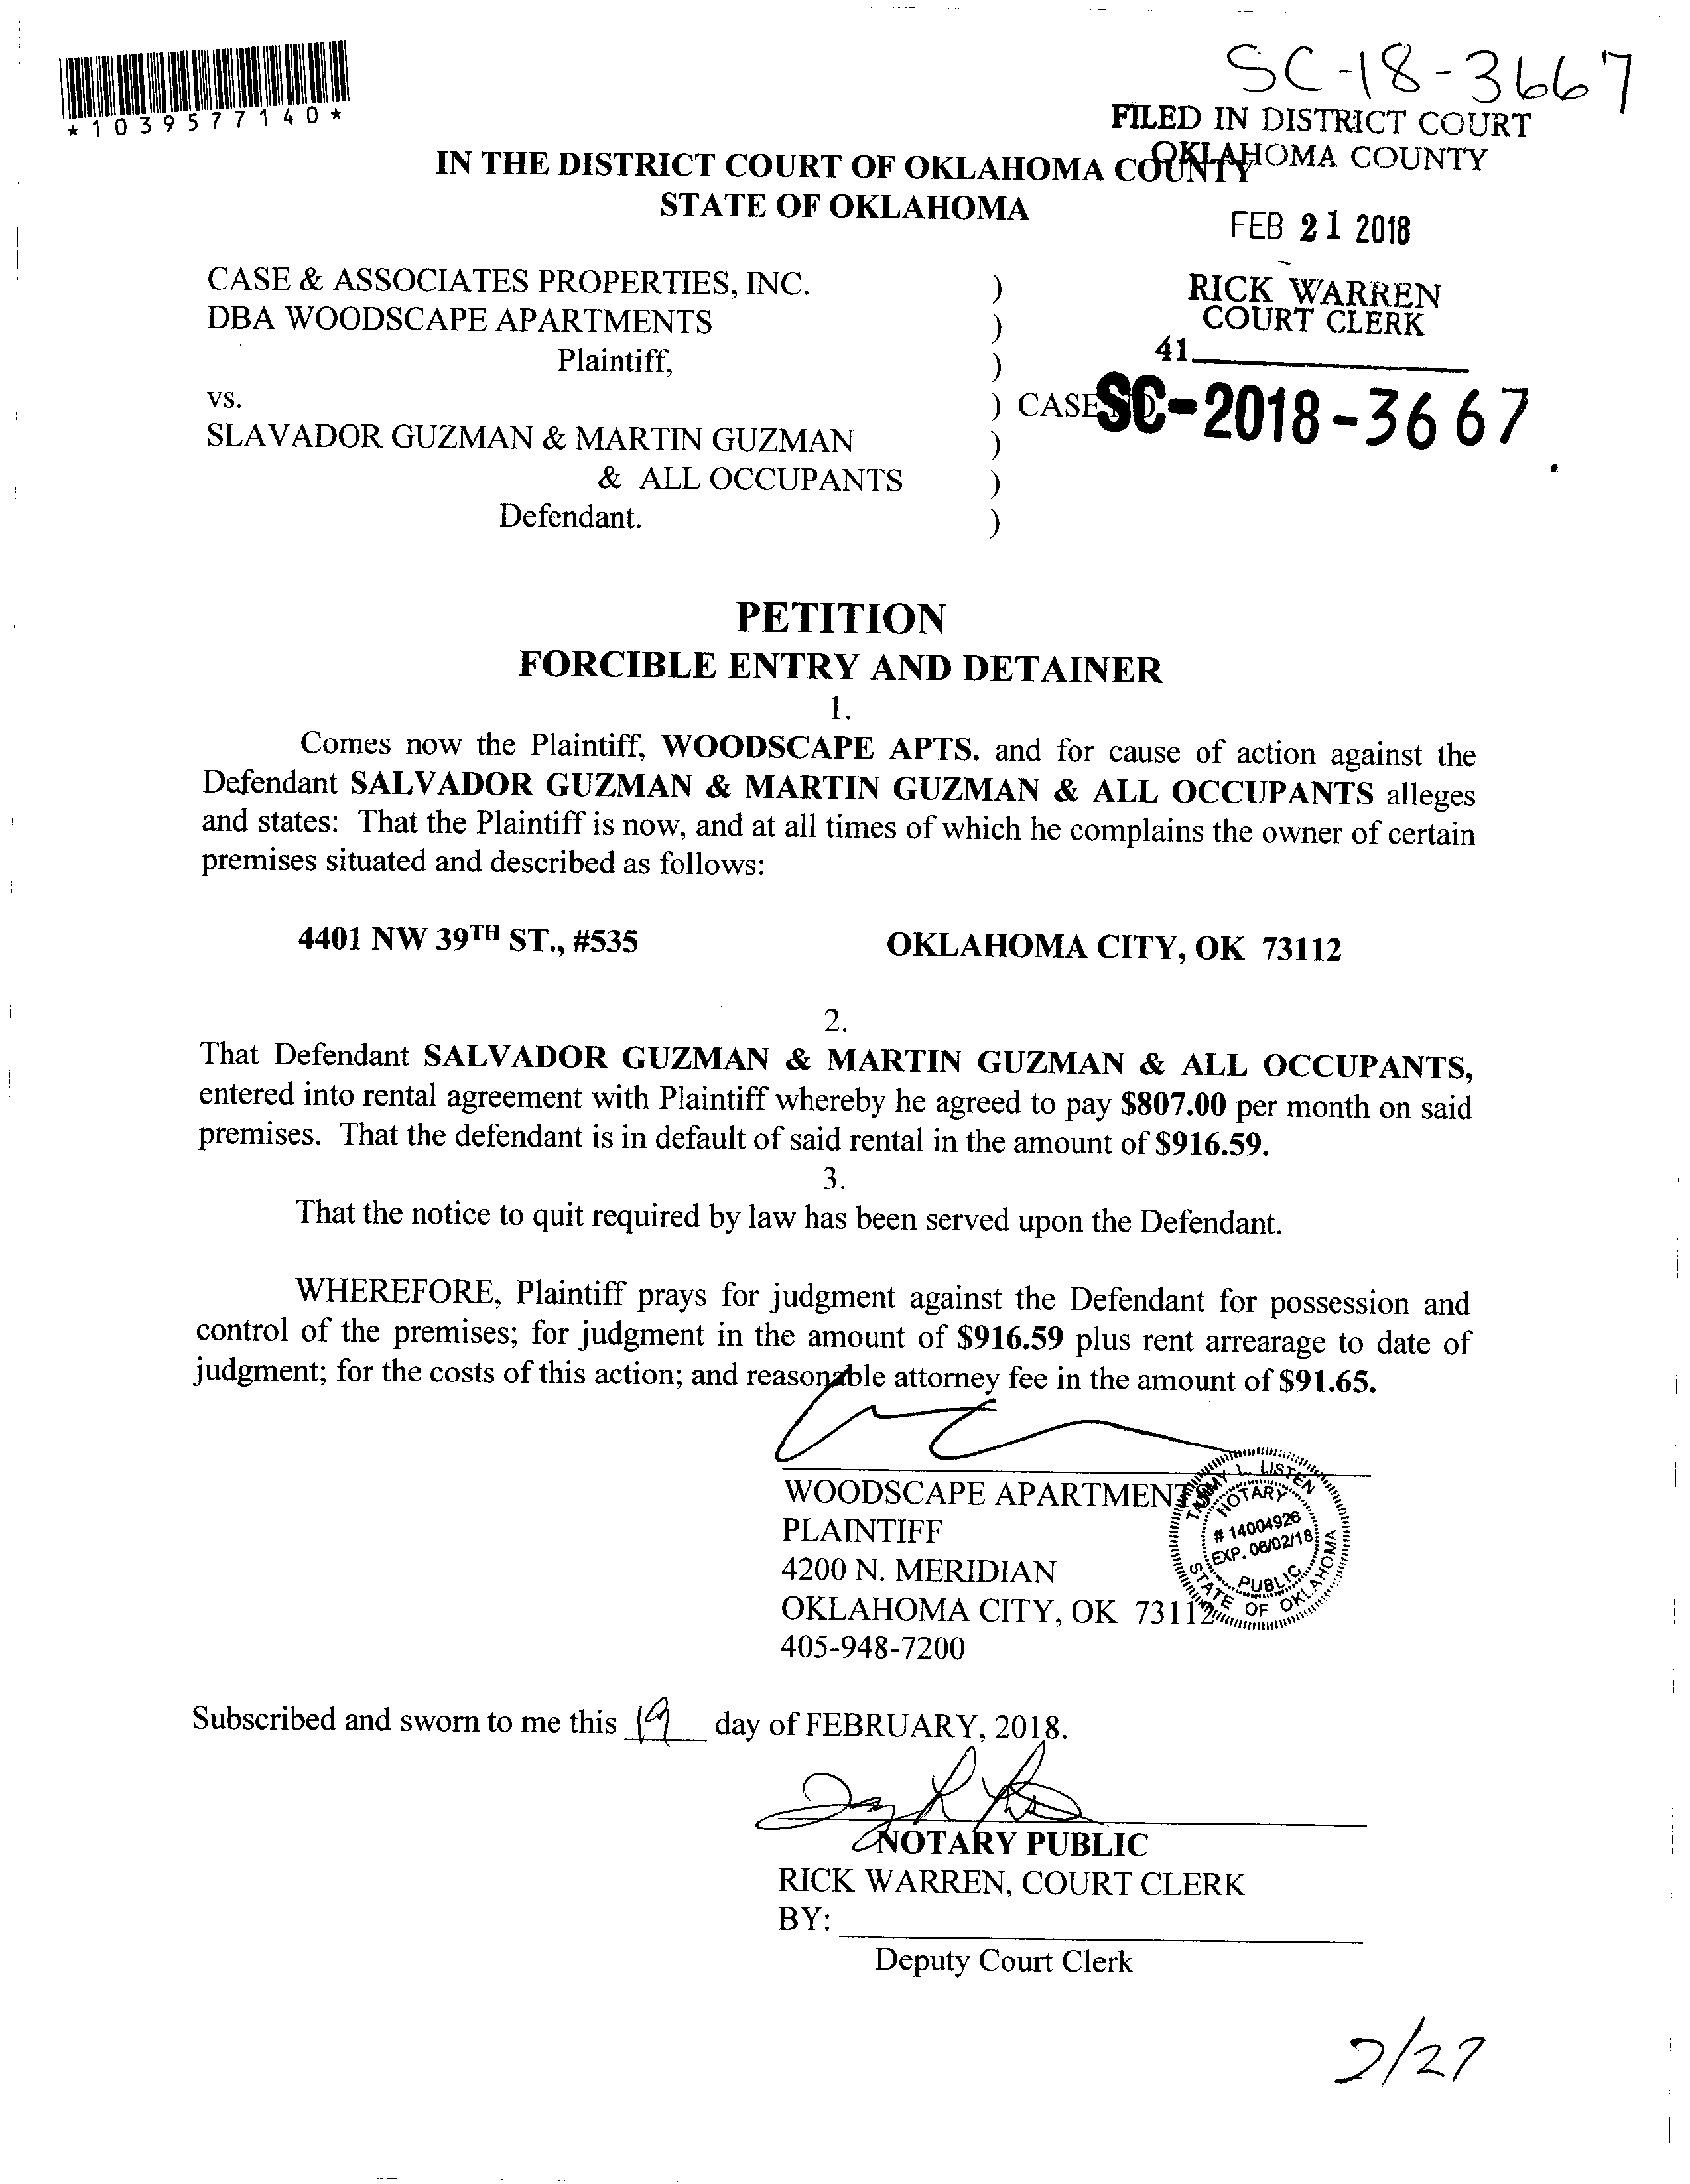 SC-18-3667
*1039577140*
FILED IN DISTRICT COURT
OKLAHOMA COUNTY
IN THE DISTRICT COURT OF OKLAHOMA COUNTY
STATE OF OKLAHOMA
FEB 21 2018
CASE & ASSOCIATES PROPERTIES, INC. )
RICK WARREN
DBA WOODSCAPE APARTMENTS )
COURT CLERK
Plaintiff, )
41
vs. ) CASE NO. SC-2018-3667
SLAVADOR GUZMAN & MARTIN GUZMAN )
& ALL OCCUPANTS )
Defendant. )
PETITION
FORCIBLE ENTRY AND DETAINER
1.
Comes now the Plaintiff, WOODSCAPE APTS. and for cause of action against the
Defendant SALVADOR GUZMAN & MARTIN GUZMAN & ALL OCCUPANTS alleges
and states: That the Plaintiff is now, and at all times of which he complains the owner of certain
premises situated and described as follows:
4401 NW 39TH ST., #535 OKLAHOMA CITY, OK 73112
2.
That Defendant SALVADOR GUZMAN & MARTIN GUZMAN & ALL OCCUPANTS,
entered into rental agreement with Plaintiff whereby he agreed to pay $807.00 per month on said
premises. That the defendant is in default of said rental in the amount of $916.59.
3.
That the notice to quit required by law has been served upon the Defendant.
WHEREFORE, Plaintiff prays for judgment against the Defendant for possession and
control of the premises; for judgment in the amount of $916.59 plus rent arrearage to date of
judgment; for the costs of this action; and reasonable attorney fee in the amount of $91.65.
WOODSCAPE APARTMENTS
PLAINTIFF
4200 N. MERIDIAN
OKLAHOMA CITY, OK 73112
405-948-7200
TAMMY L. LISTEN
NOTARY
# 14004926
EXP. 06/02/18
PUBLIC
STATE OF OKLAHOMA
Subscribed and sworn to me this 19 day of FEBRUARY, 2018.
NOTARY PUBLIC
RICK WARREN, COURT CLERK
BY:
Deputy Court Clerk
2/27